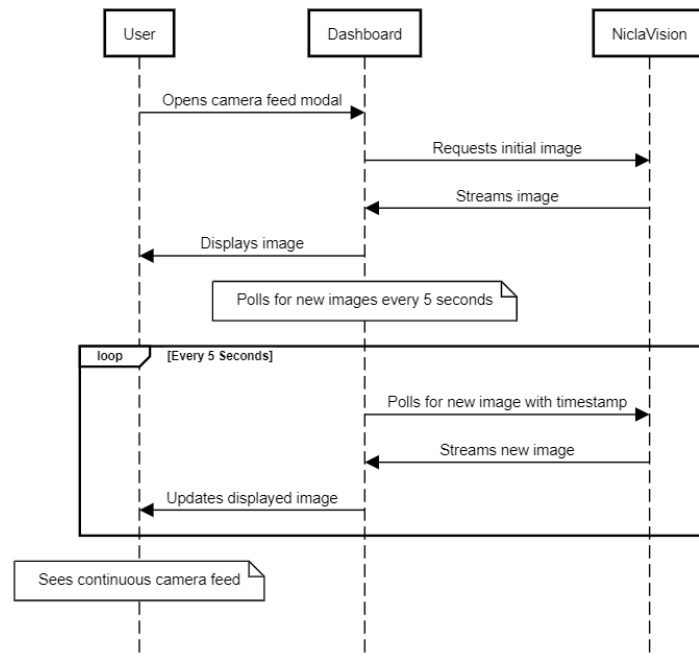 User
Dashboard
NiclaVision
Opens camera feed modal
Requests initial image
Streams image
Displays image
Polls for new images every 5 seconds
loop
[Every 5 Seconds]
Polls for new image with timestamp
Streams new image
Updates displayed image
Sees continuous camera feed